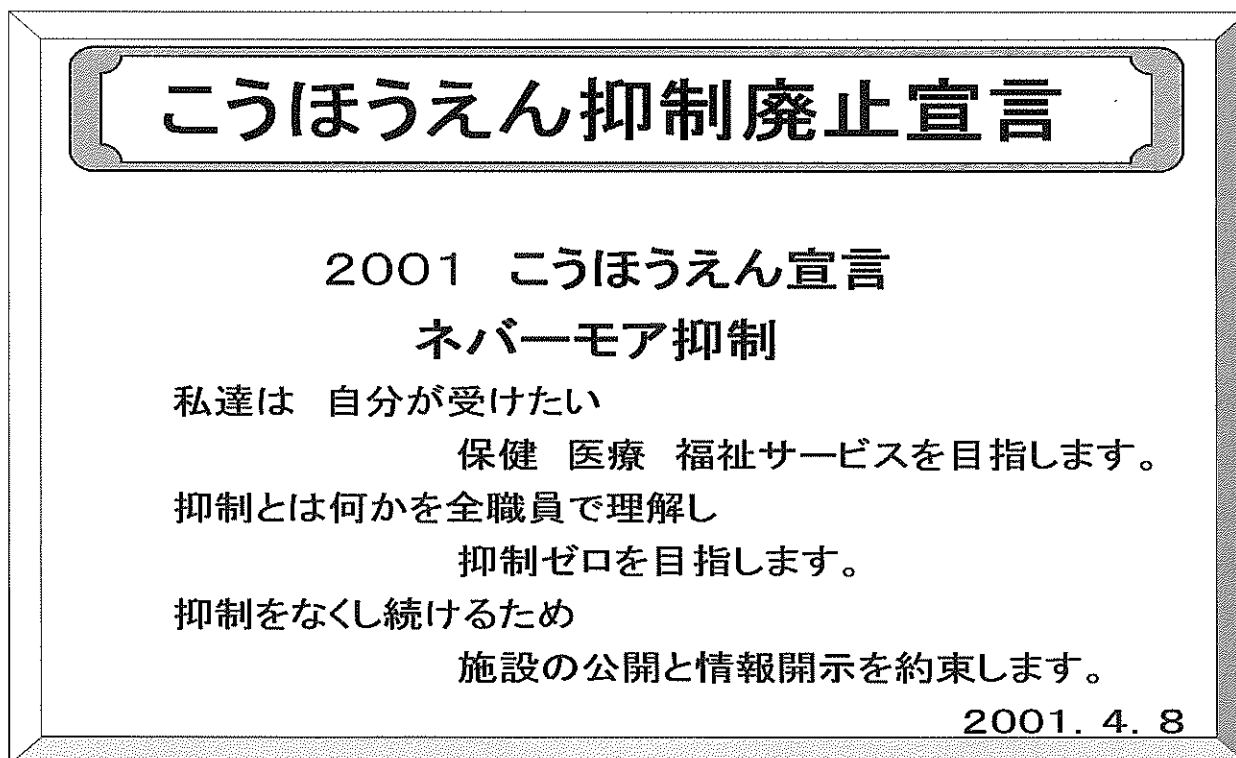 こうほうえん抑制廃止宣言
2001　こうほうえん宣言
ネバーモア抑制
私達は　自分が受けたい
保健　医療　福祉サービスを目指します。
抑制とは何かを全職員で理解し
抑制ゼロを目指します。
抑制をなくし続けるため
施設の公開と情報開示を約束します。
2001. 4. 8